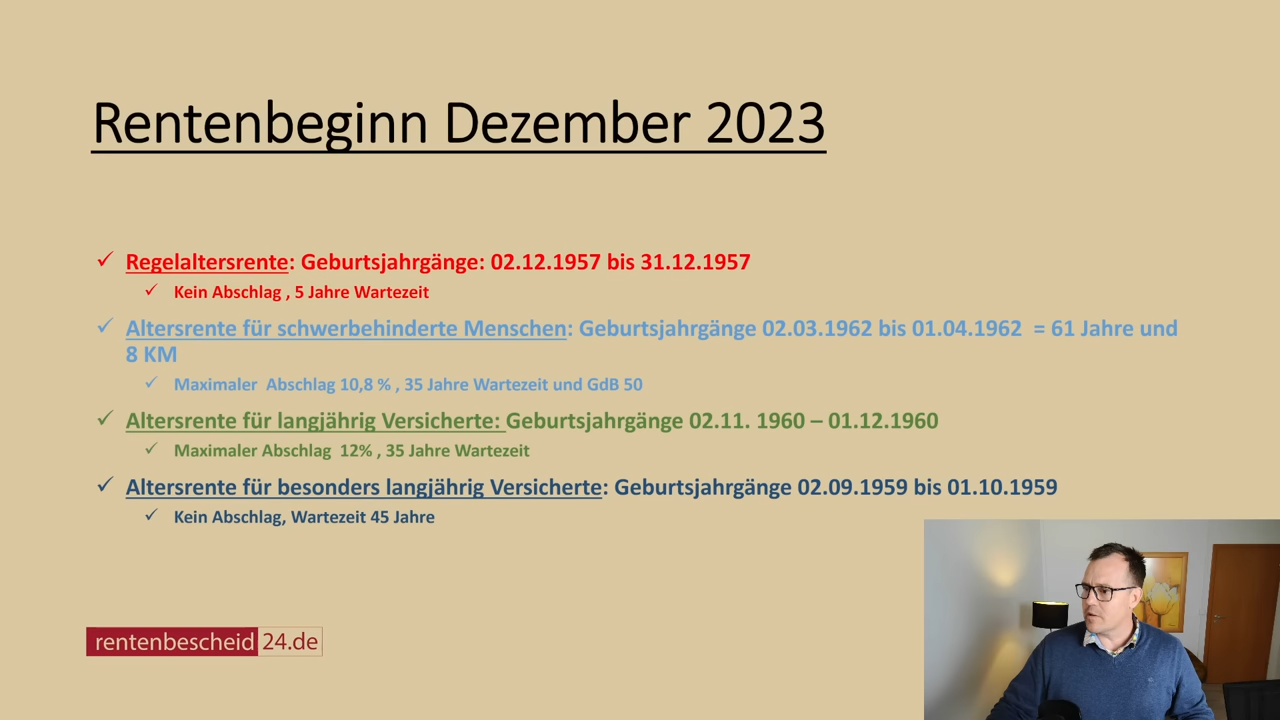 Rentenbeginn Dezember 2023
Regelaltersrente: Geburtsjahrgänge: 02.12.1957 bis 31.12.1957
Kein Abschlag , 5 Jahre Wartezeit
Altersrente für schwerbehinderte Menschen: Geburtsjahrgänge 02.03.1962 bis 01.04.1962 = 61 Jahre und
8 KM
Maximaler Abschlag 10,8 % , 35 Jahre Wartezeit und GdB 50
Altersrente für langjährig Versicherte: Geburtsjahrgänge 02.11. 1960 – 01.12.1960
Maximaler Abschlag 12% , 35 Jahre Wartezeit
Altersrente für besonders langjährig Versicherte: Geburtsjahrgänge 02.09.1959 bis 01.10.1959
Kein Abschlag, Wartezeit 45 Jahre
rentenbescheid 24.de